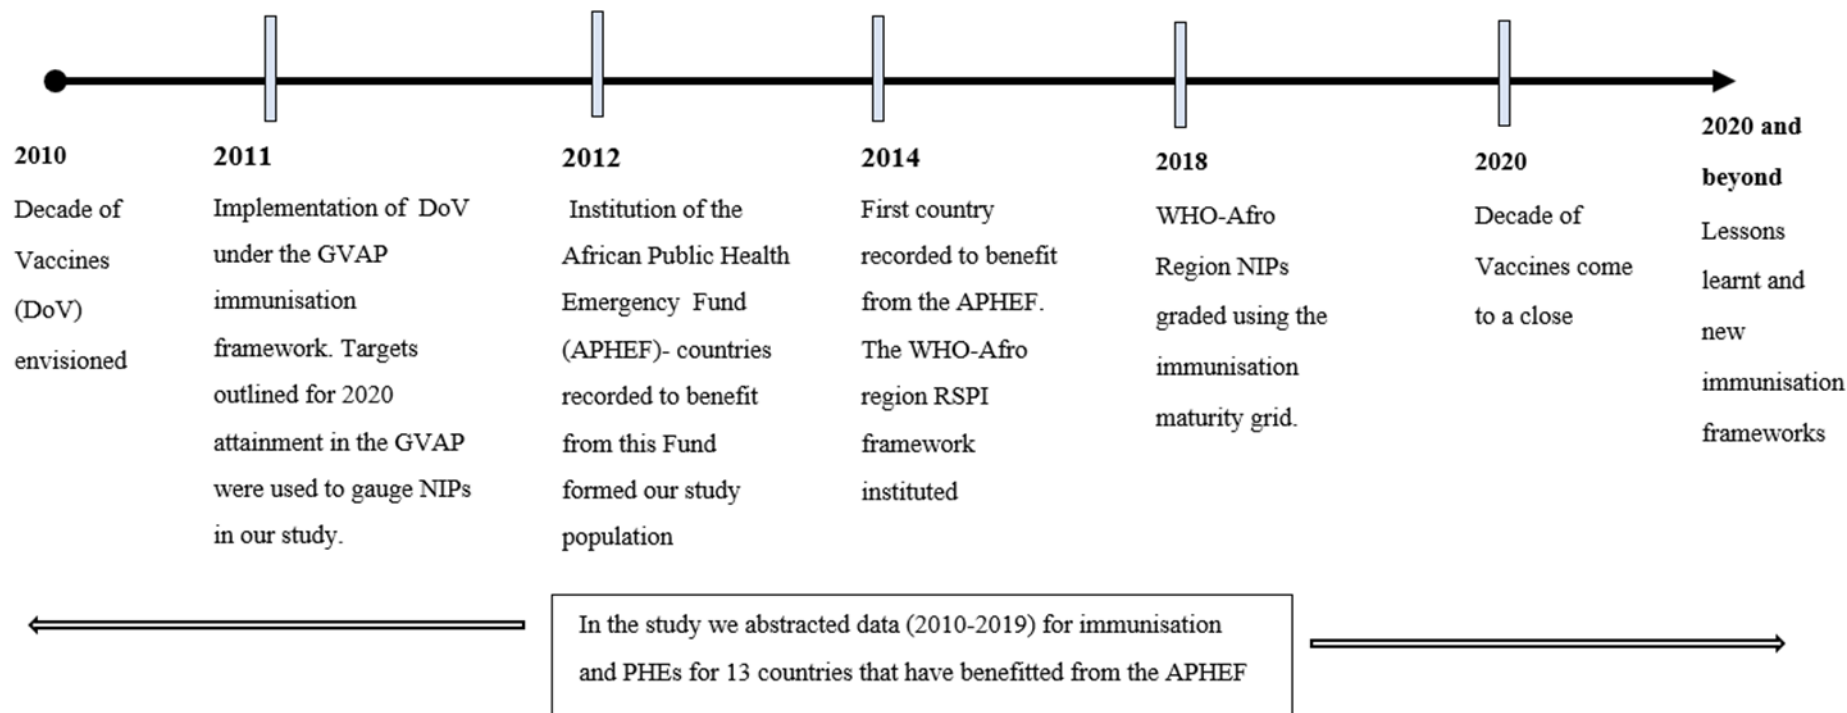 2010
Decade of
Vaccines
(DoV)
envisioned
2011
Implementation of DoV
under the GVAP
immunisation
framework. Targets
outlined for 2020
attainment in the GVAP
were used to gauge NIPs
in our study.
2012
Institution of the
African Public Health
Emergency Fund
(APHEF)- countries
recorded to benefit
from this Fund
formed our study
population
2014
First country
recorded to benefit
from the APHEF.
The WHO-Afro
region RSPI
framework
instituted
2018
WHO-Afro
Region NIPs
graded using the
immunisation
maturity grid.
2020
Decade of
Vaccines come
to a close
2020 and
beyond
Lessons
learnt and
new
immunisation
frameworks
In the study we abstracted data (2010-2019) for immunisation
and PHEs for 13 countries that have benefitted from the APHEF